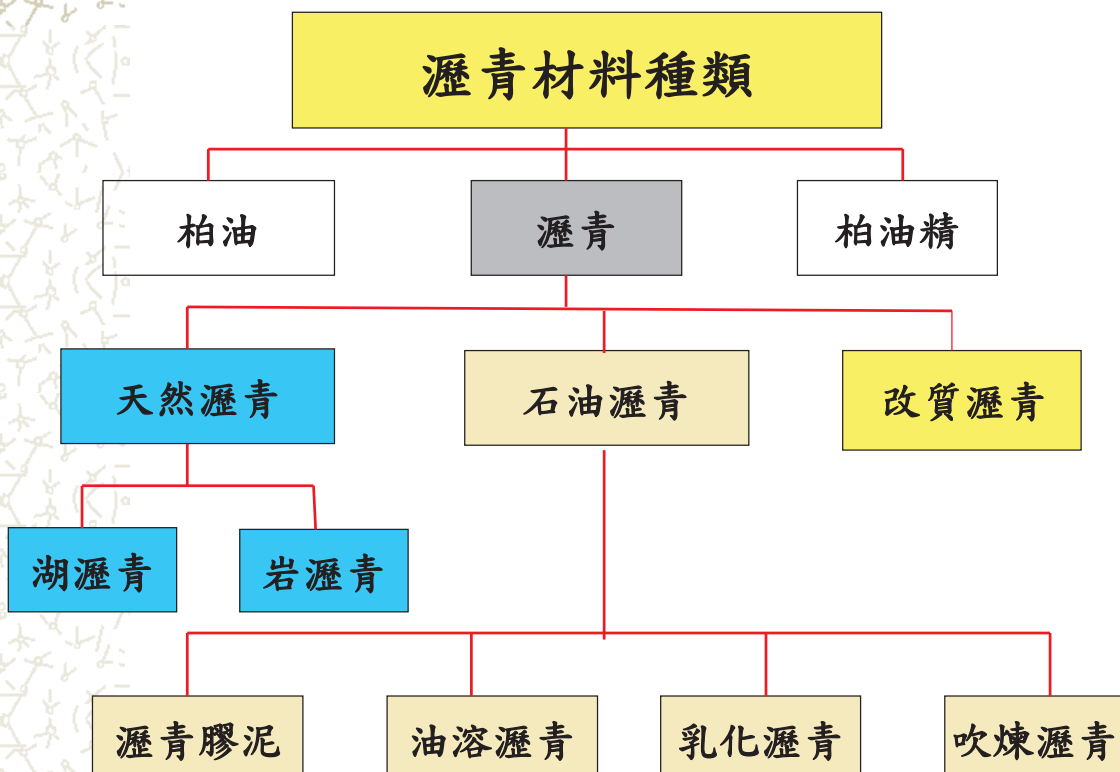 瀝青材料種類
柏油
瀝青
柏油精
天然瀝青
石油瀝青
改質瀝青
湖瀝青
岩瀝青
瀝青膠泥
油溶瀝青
乳化瀝青
吹煉瀝青